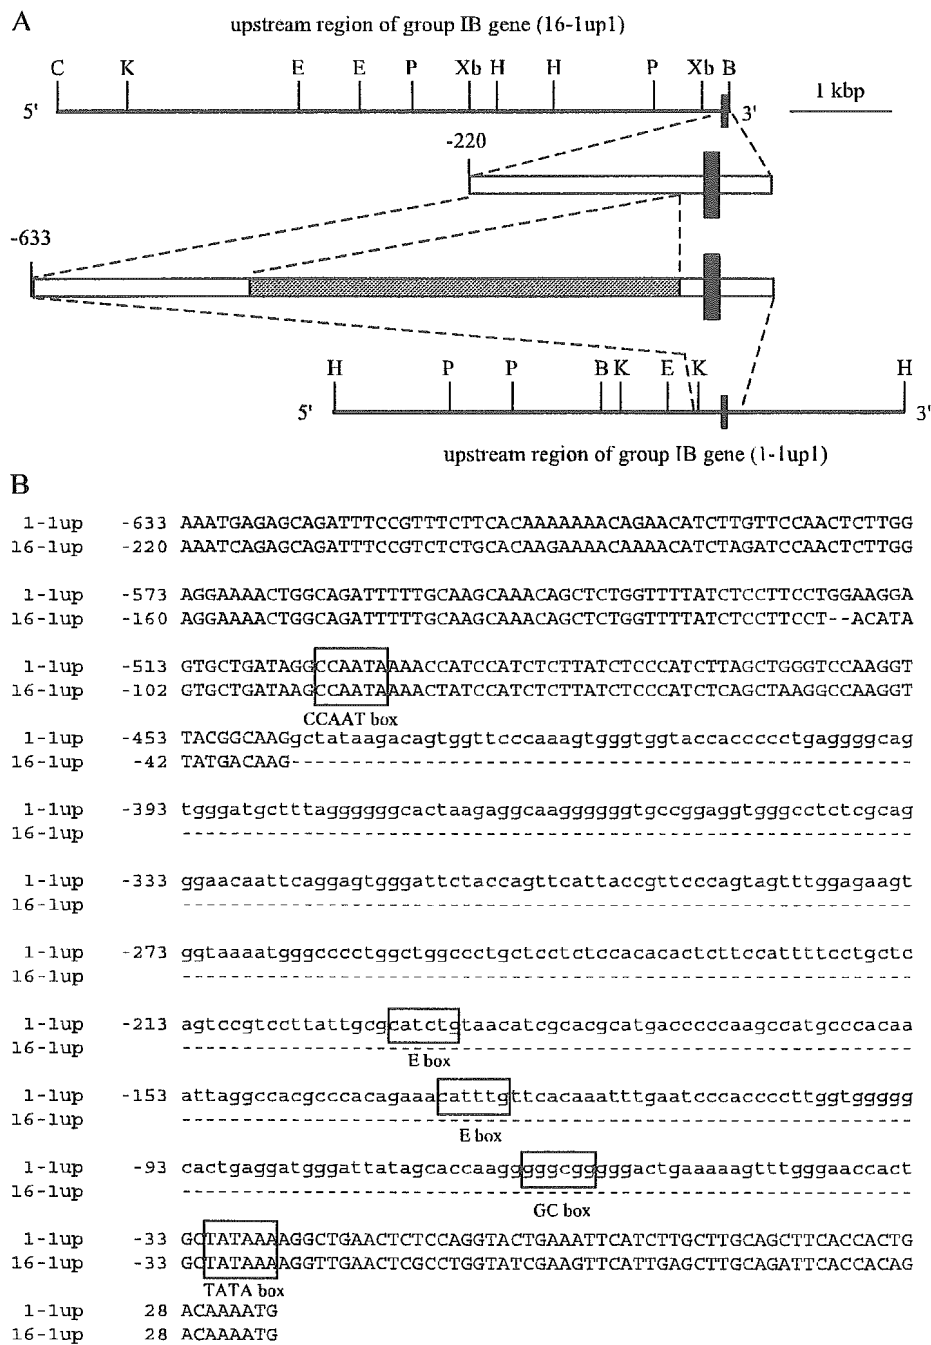 A
upstream region of group IB gene (16-1up1)
C K E E P Xb H H P Xb B
5' 3' 1 kbp
-220
-633
H P P B K E K H
5' 3'
upstream region of group IB gene (1-1up1)
B
1-1up -633 AAATGAGAGCAGATTTCCGTTTCTTCACAAAAAAACAGAACATCTTGTTCCAACTCTTGG
16-1up -220 AAATCAGAGCAGATTTCCGTCTCTGCACAAGAAAACAAAACATCTAGATCCAACTCTTGG
1-1up -573 AGGAAAACTGGCAGATTTTTGCAAGCAAACAGCTCTGGTTTTATCTCCTTCCTGGAAGGA
16-1up -160 AGGAAAACTGGCAGATTTTTGCAAGCAAACAGCTCTGGTTTTATCTCCTTCCT--ACATA
1-1up -513 GTGCTGATAGGCCAATAAAACCATCCATCTCTTATCTCCCATCTTAGCTGGGTCCAAGGT
16-1up -102 GTGCTGATAAGCCAATAAAACTATCCATCTCTTATCTCCCATCTCAGCTAAGGCCAAGGT
CCAAT box
1-1up -453 TACGGCAAGgctataagacagtggttcccaaagtgggtggtaccaccccctgaggggcag
16-1up -42 TATGACAAG---------------------------------------------------
1-1up -393 tgggatgctttaggggggcactaagaggcaaggggggtgccggaggtgggcctctcgcag
16-1up ------------------------------------------------------------
1-1up -333 ggaacaattcaggagtgggattctaccagttcattaccgttcccagtagtttggagaagt
16-1up ------------------------------------------------------------
1-1up -273 ggtaaaatgggcccctggctggccctgctcctctccacacactcttccattttcctgctc
16-1up ------------------------------------------------------------
1-1up -213 agtccgtccttattgcgcatctgtaacatcgcacgcatgacccccaagccatgcccacaa
16-1up ------------------------------------------------------------
E box
1-1up -153 attaggccacgcccacagaaacatttgttcacaaatttgaatcccaccccttggtggggg
16-1up ------------------------------------------------------------
E box
1-1up -93 cactgaggatgggattatagcaccaagggggcggggggactgaaaaagtttgggaaccact
16-1up ------------------------------------------------------------
GC box
1-1up -33 GCTATAAAAGGCTGAACTCTCCAGGTACTGAAATTCATCTTGCTTGCAGCTTCACCACTG
16-1up -33 GCTATAAAAGGTTGAACTCGCCTGGTATCGAAGTTCATTGAGCTTGCAGATTCACCACAG
TATA box
1-1up 28 ACAAAATG
16-1up 28 ACAAAATG